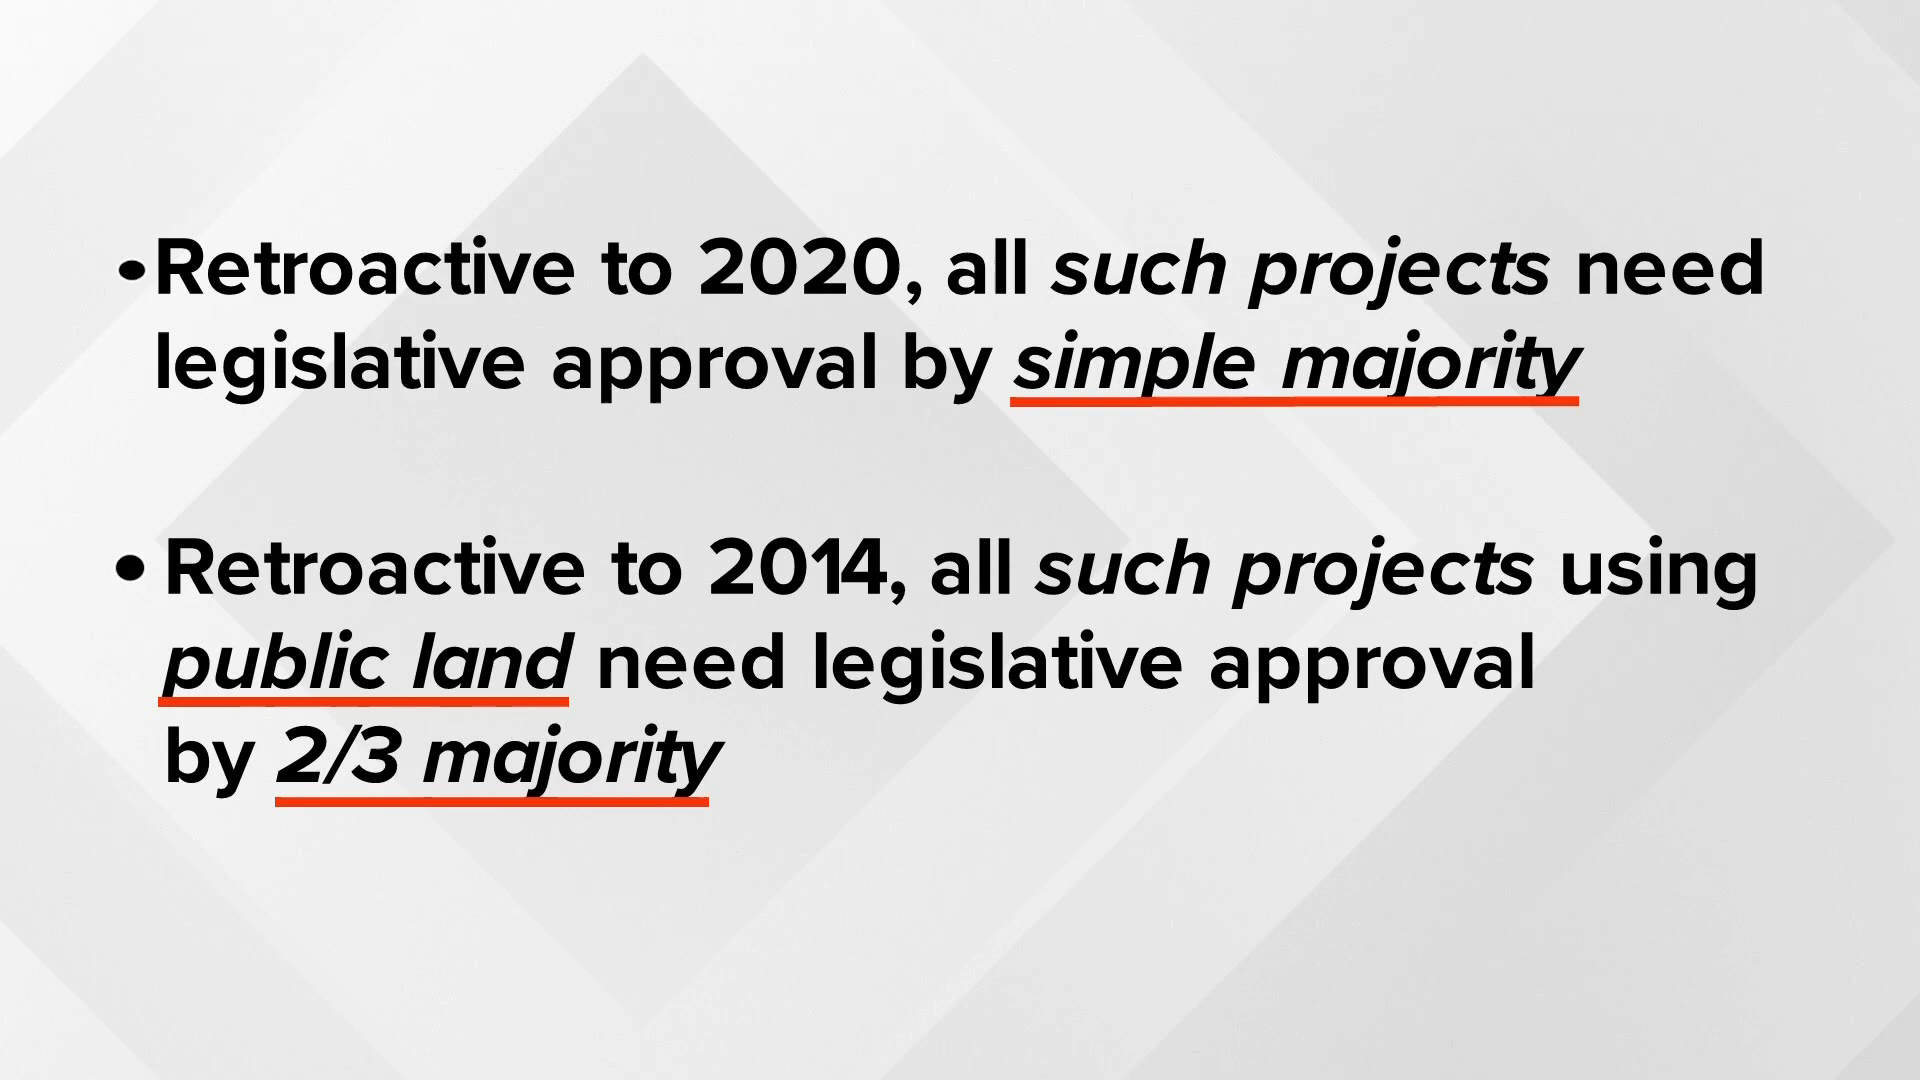 •Retroactive to 2020, all such projects need
legislative approval by simple majority
• Retroactive to 2014, all such projects using
public land need legislative approval
by 2/3 majority